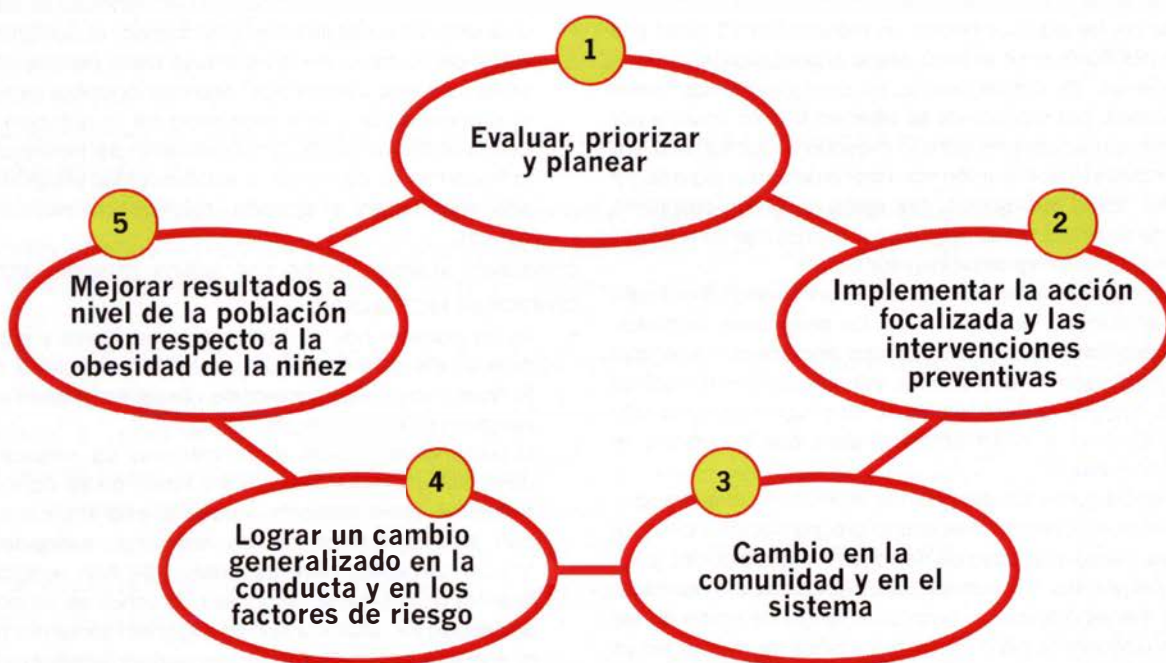 1
Evaluar, priorizar
y planear
2
Implementar la acción
focalizada y las
intervenciones
preventivas
3
Cambio en la
comunidad y en el
sistema
4
Lograr un cambio
generalizado en la
conducta y en los
factores de riesgo
5
Mejorar resultados a
nivel de la población
con respecto a la
obesidad de la niñez